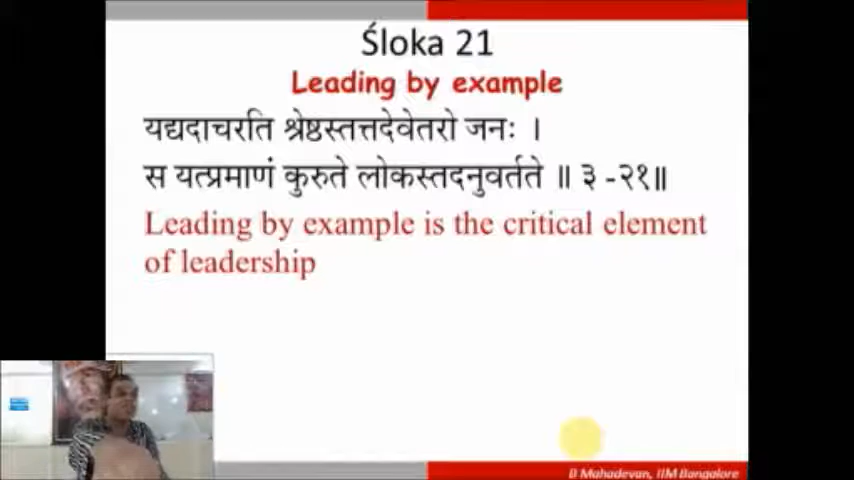 Śloka 21
Leading by example
यद्यदाचरति श्रेष्ठस्तत्तदेवेतरो जनः ।
स यत्प्रमाणं कुरुते लोकस्तदनुवर्तते ॥ ३ -२१॥
Leading by example is the critical element
of leadership
B Mahadevan, IIM Bangalore